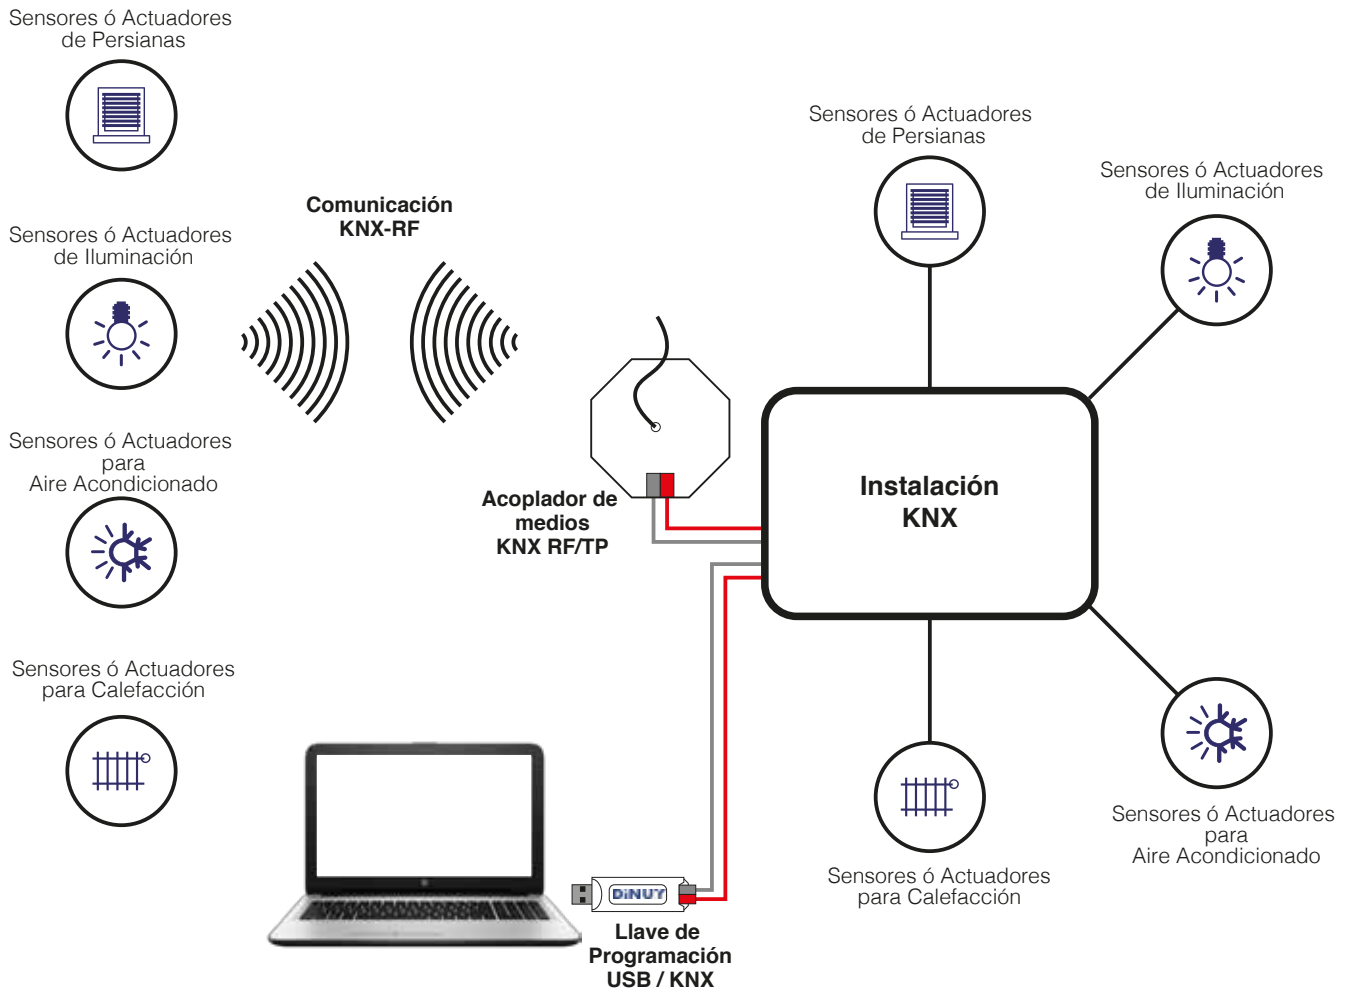 Sensores ó Actuadores
de Persianas
Sensores ó Actuadores
de Iluminación
Sensores ó Actuadores
para
Aire Acondicionado
Sensores ó Actuadores
para Calefacción
Comunicación
KNX-RF
Acoplador de
medios
KNX RF/TP
Instalación
KNX
Sensores ó Actuadores
de Persianas
Sensores ó Actuadores
de Iluminación
Sensores ó Actuadores
para
Aire Acondicionado
Sensores ó Actuadores
para Calefacción
DiNUY
Llave de
Programación
USB / KNX